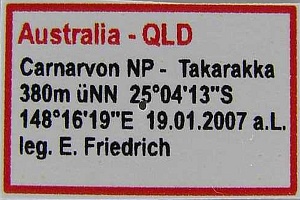 Australia - QLD
Carnarvon NP - Takarakka
380m üNN 25°04'13"S
148°16'19"E 19.01.2007 a.L.
leg. E. Friedrich